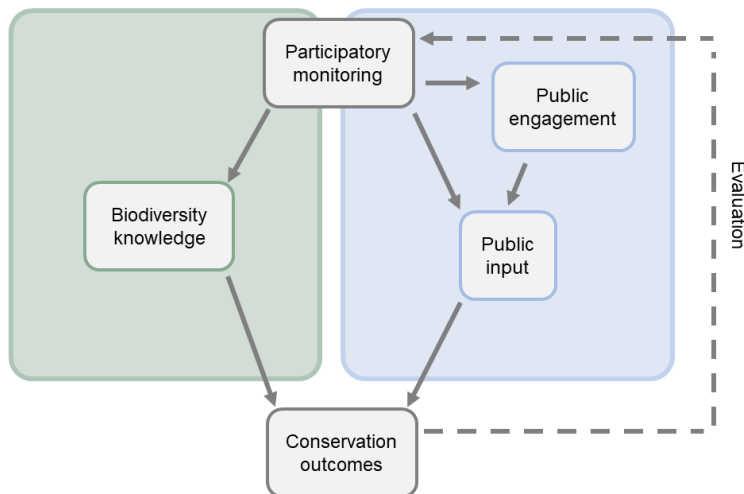 Participatory
monitoring
Public
engagement
Biodiversity
knowledge
Public
input
Evaluation
Conservation
outcomes